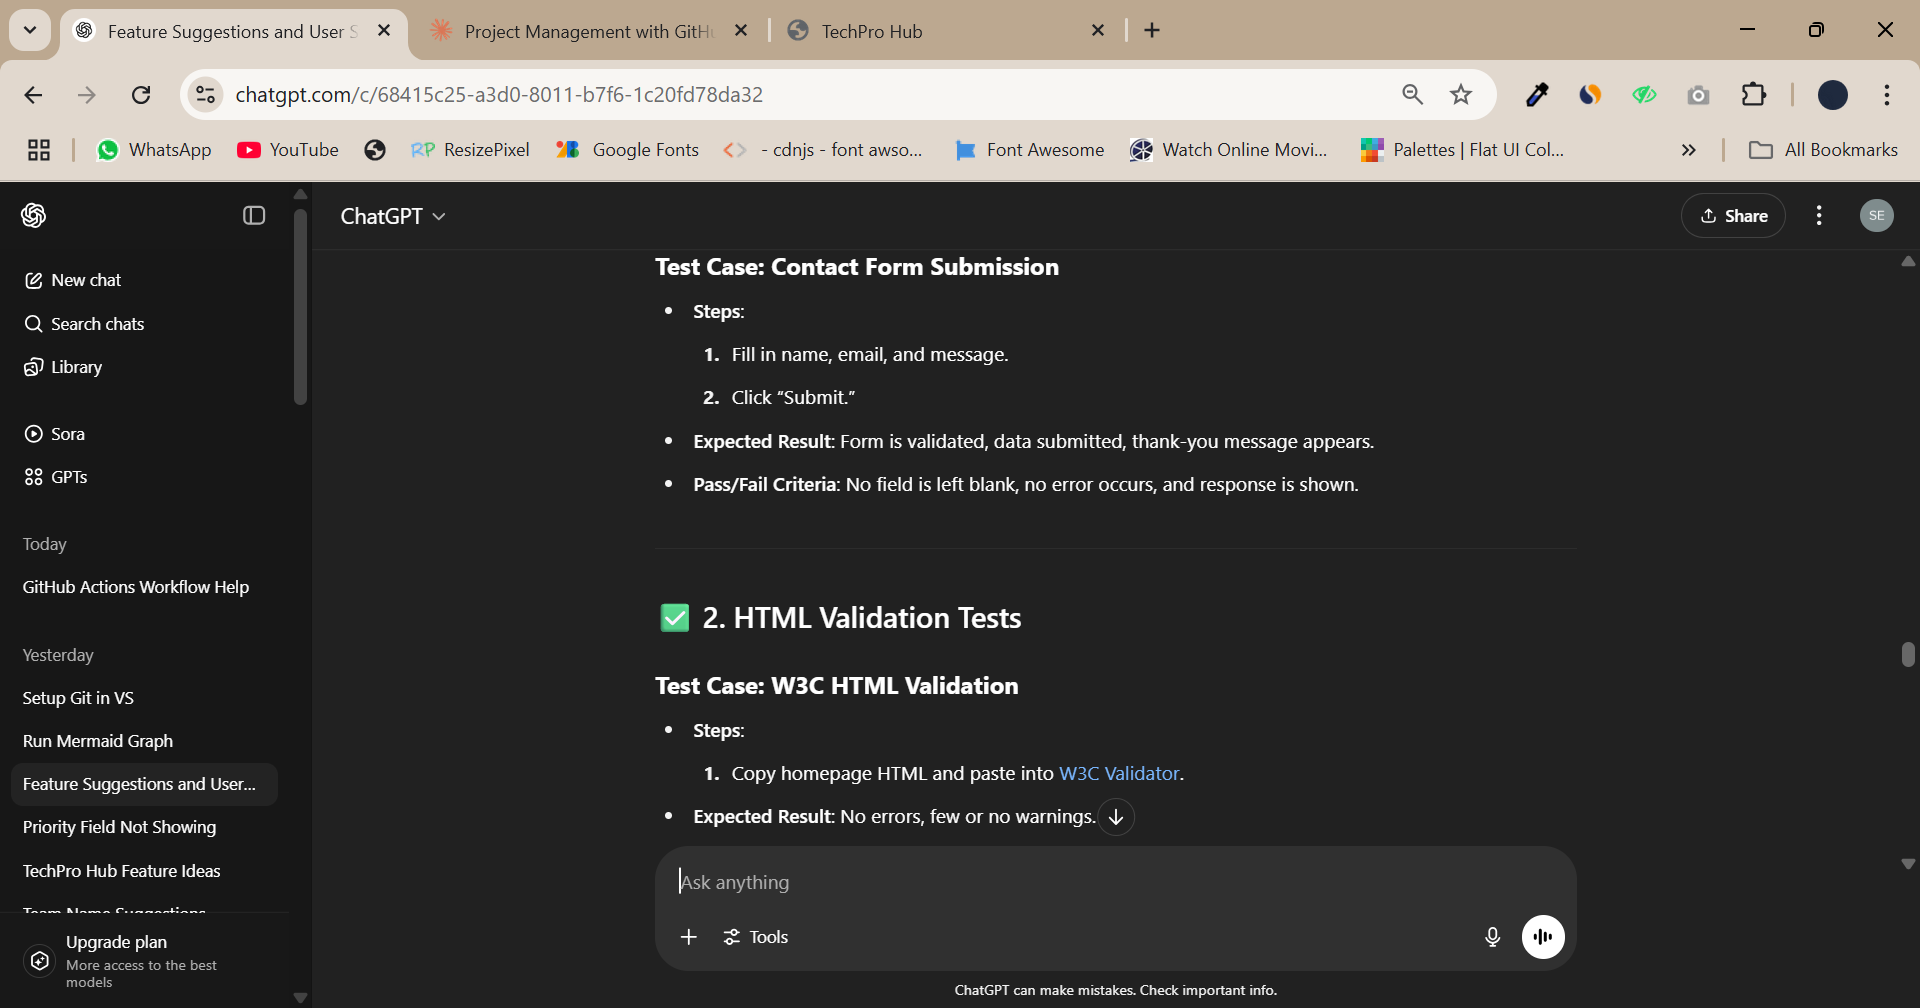 Feature Suggestions and User S
Project Management with GitHu
TechPro Hub
chatgpt.com/c/68415c25-a3d0-8011-b7f6-1c20fd78da32
WhatsApp
YouTube
RP ResizePixel
Google Fonts
- cdnjs - font awso...
Font Awesome
Watch Online Movi...
Palettes | Flat UI Col...
All Bookmarks
ChatGPT
Share
SE
New chat
Search chats
Library
Sora
GPTs
Today
GitHub Actions Workflow Help
Yesterday
Setup Git in VS
Run Mermaid Graph
Feature Suggestions and User...
Priority Field Not Showing
TechPro Hub Feature Ideas
Team Name Suggestions
Upgrade plan
More access to the best
models
Test Case: Contact Form Submission
• Steps:
1. Fill in name, email, and message.
2. Click “Submit.”
• Expected Result: Form is validated, data submitted, thank-you message appears.
• Pass/Fail Criteria: No field is left blank, no error occurs, and response is shown.
✅ 2. HTML Validation Tests
Test Case: W3C HTML Validation
• Steps:
1. Copy homepage HTML and paste into W3C Validator.
• Expected Result: No errors, few or no warnings.
Ask anything
Tools
ChatGPT can make mistakes. Check important info.